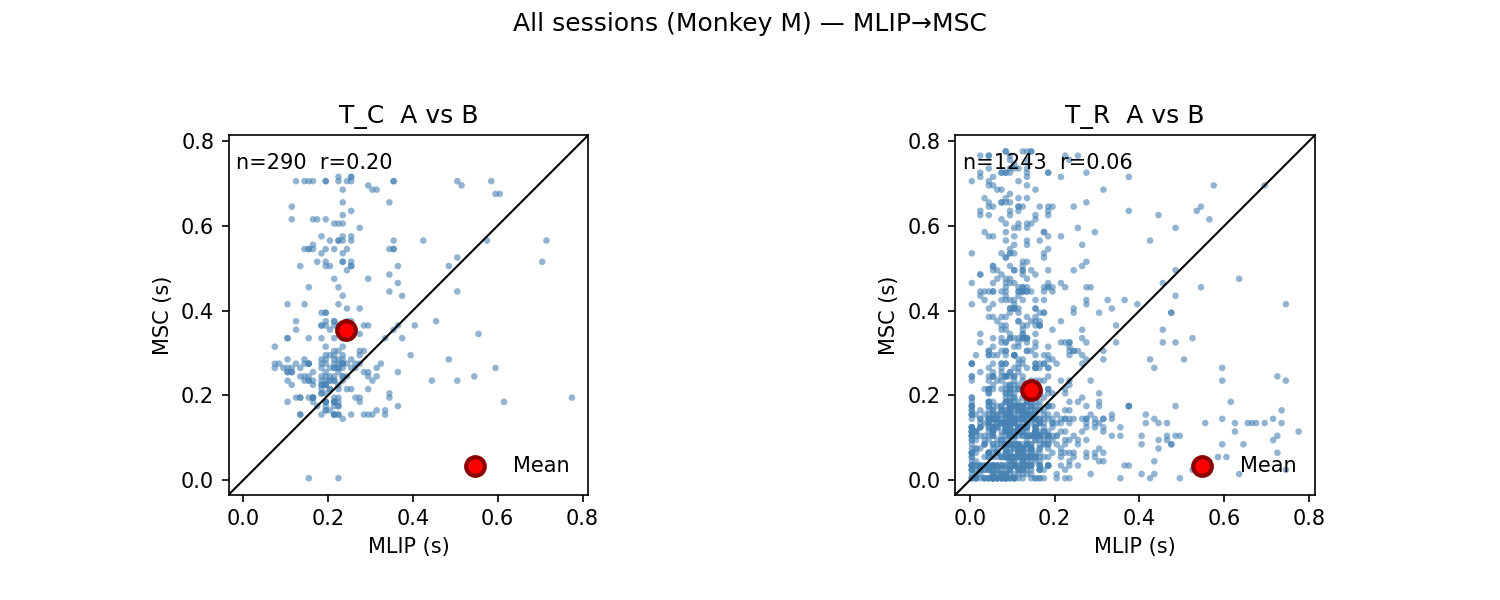 All sessions (Monkey M) — MLIP→MSC
T_C  A vs B
n=290  r=0.20
0.8
0.6
0.4
0.2
0.0
MSC (s)
Mean
0.0 0.2 0.4 0.6 0.8
MLIP (s)
T_R  A vs B
n=1243  r=0.06
0.8
0.6
0.4
0.2
0.0
MSC (s)
Mean
0.0 0.2 0.4 0.6 0.8
MLIP (s)